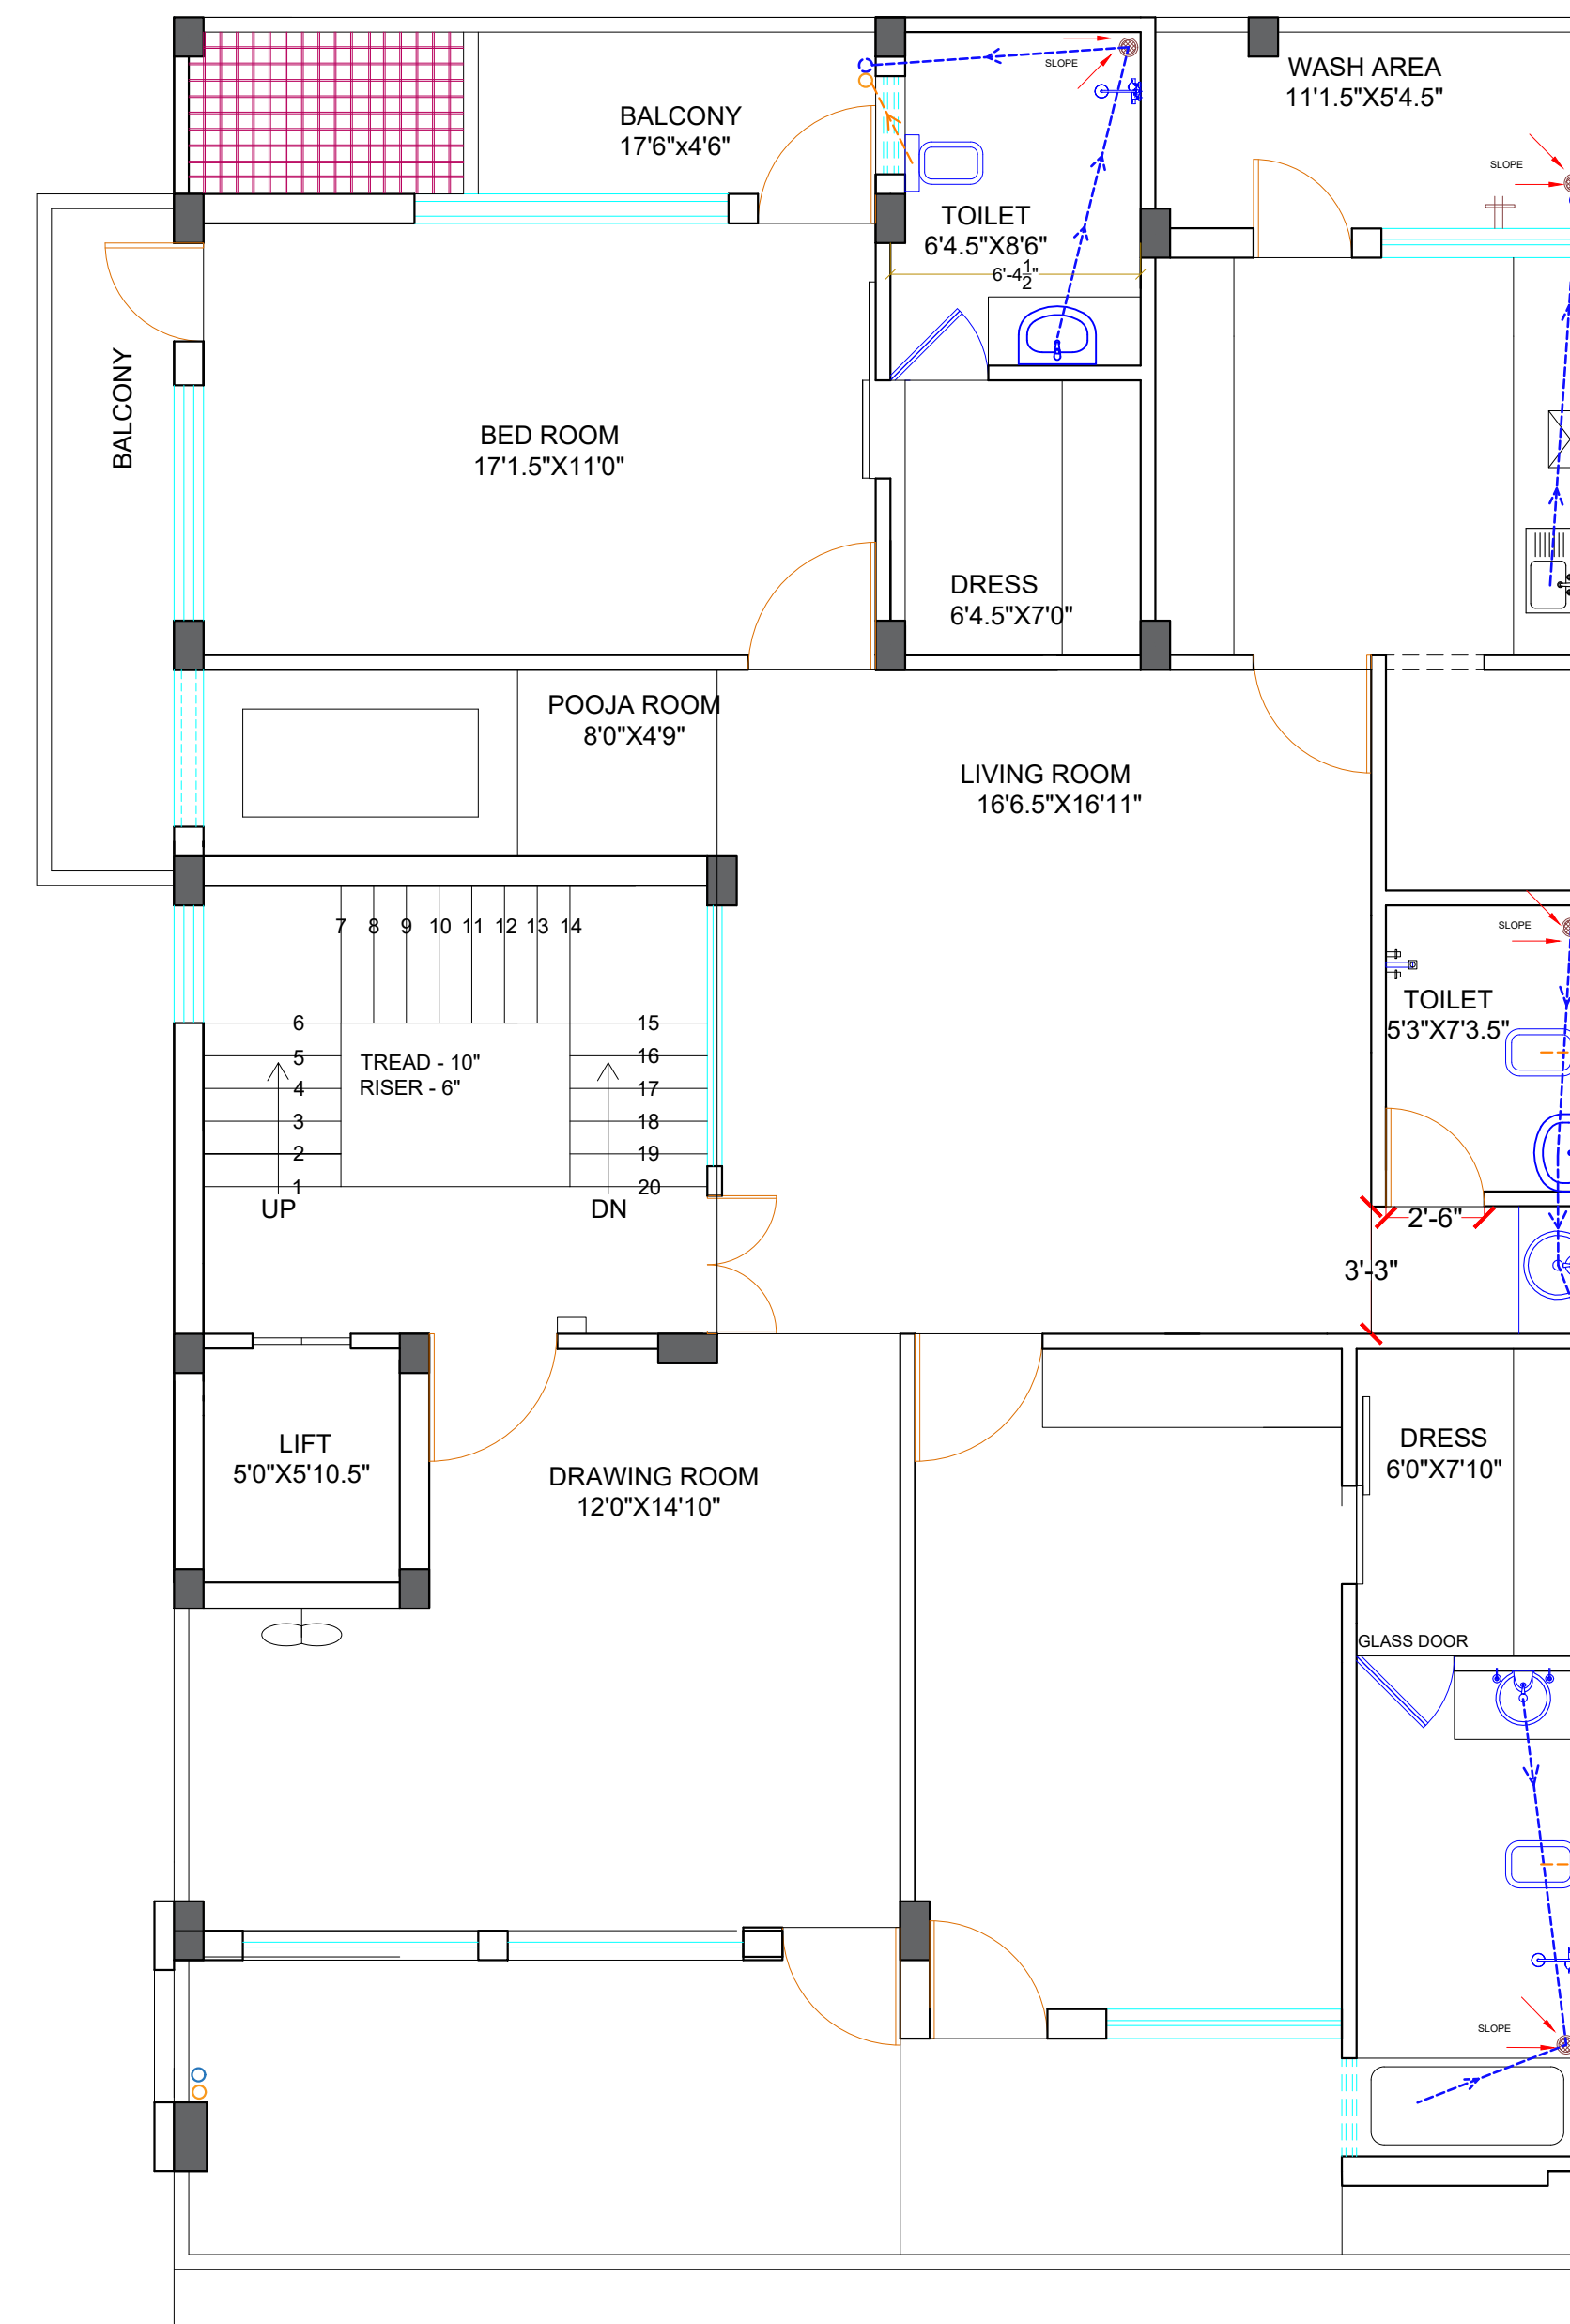 SLOPE
WASH AREA
11'1.5"X5'4.5"
BALCONY
17'6"x4'6"
SLOPE
TOILET
6'4.5"X8'6"
6'-4 1/2"
BALCONY
BED ROOM
17'1.5"X11'0"
DRESS
6'4.5"X7'0"
POOJA ROOM
8'0"X4'9"
LIVING ROOM
16'6.5"X16'11"
7 8 9 10 11 12 13 14
SLOPE
TOILET
5'3"X7'3.5"
6
5
4
3
2
1
TREAD - 10"
RISER - 6"
15
16
17
18
19
20
UP
DN
2'-6"
3'-3"
LIFT
5'0"X5'10.5"
DRAWING ROOM
12'0"X14'10"
DRESS
6'0"X7'10"
GLASS DOOR
SLOPE